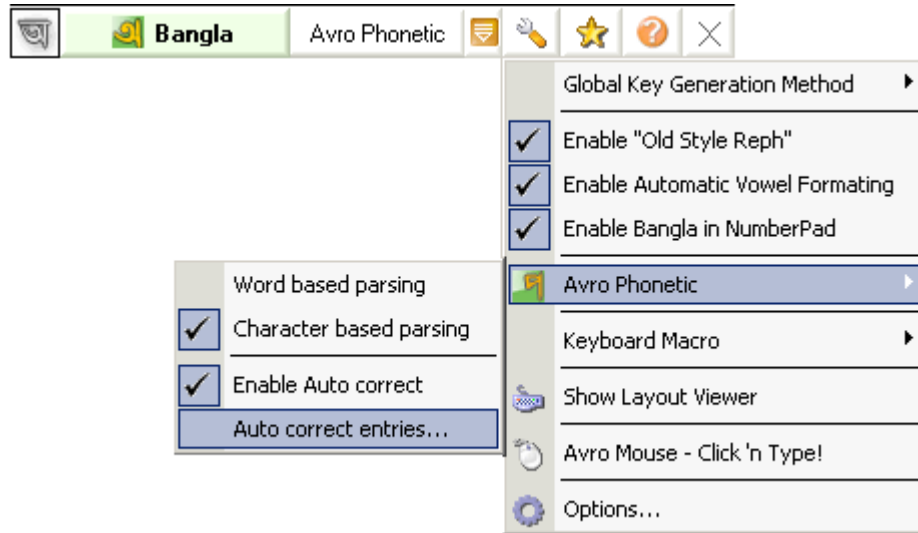 Bangla Avro Phonetic
Global Key Generation Method
Enable "Old Style Reph"
Enable Automatic Vowel Formating
Enable Bangla in NumberPad
Avro Phonetic
Word based parsing
Character based parsing
Enable Auto correct
Auto correct entries...
Keyboard Macro
Show Layout Viewer
Avro Mouse - Click 'n Type!
Options...